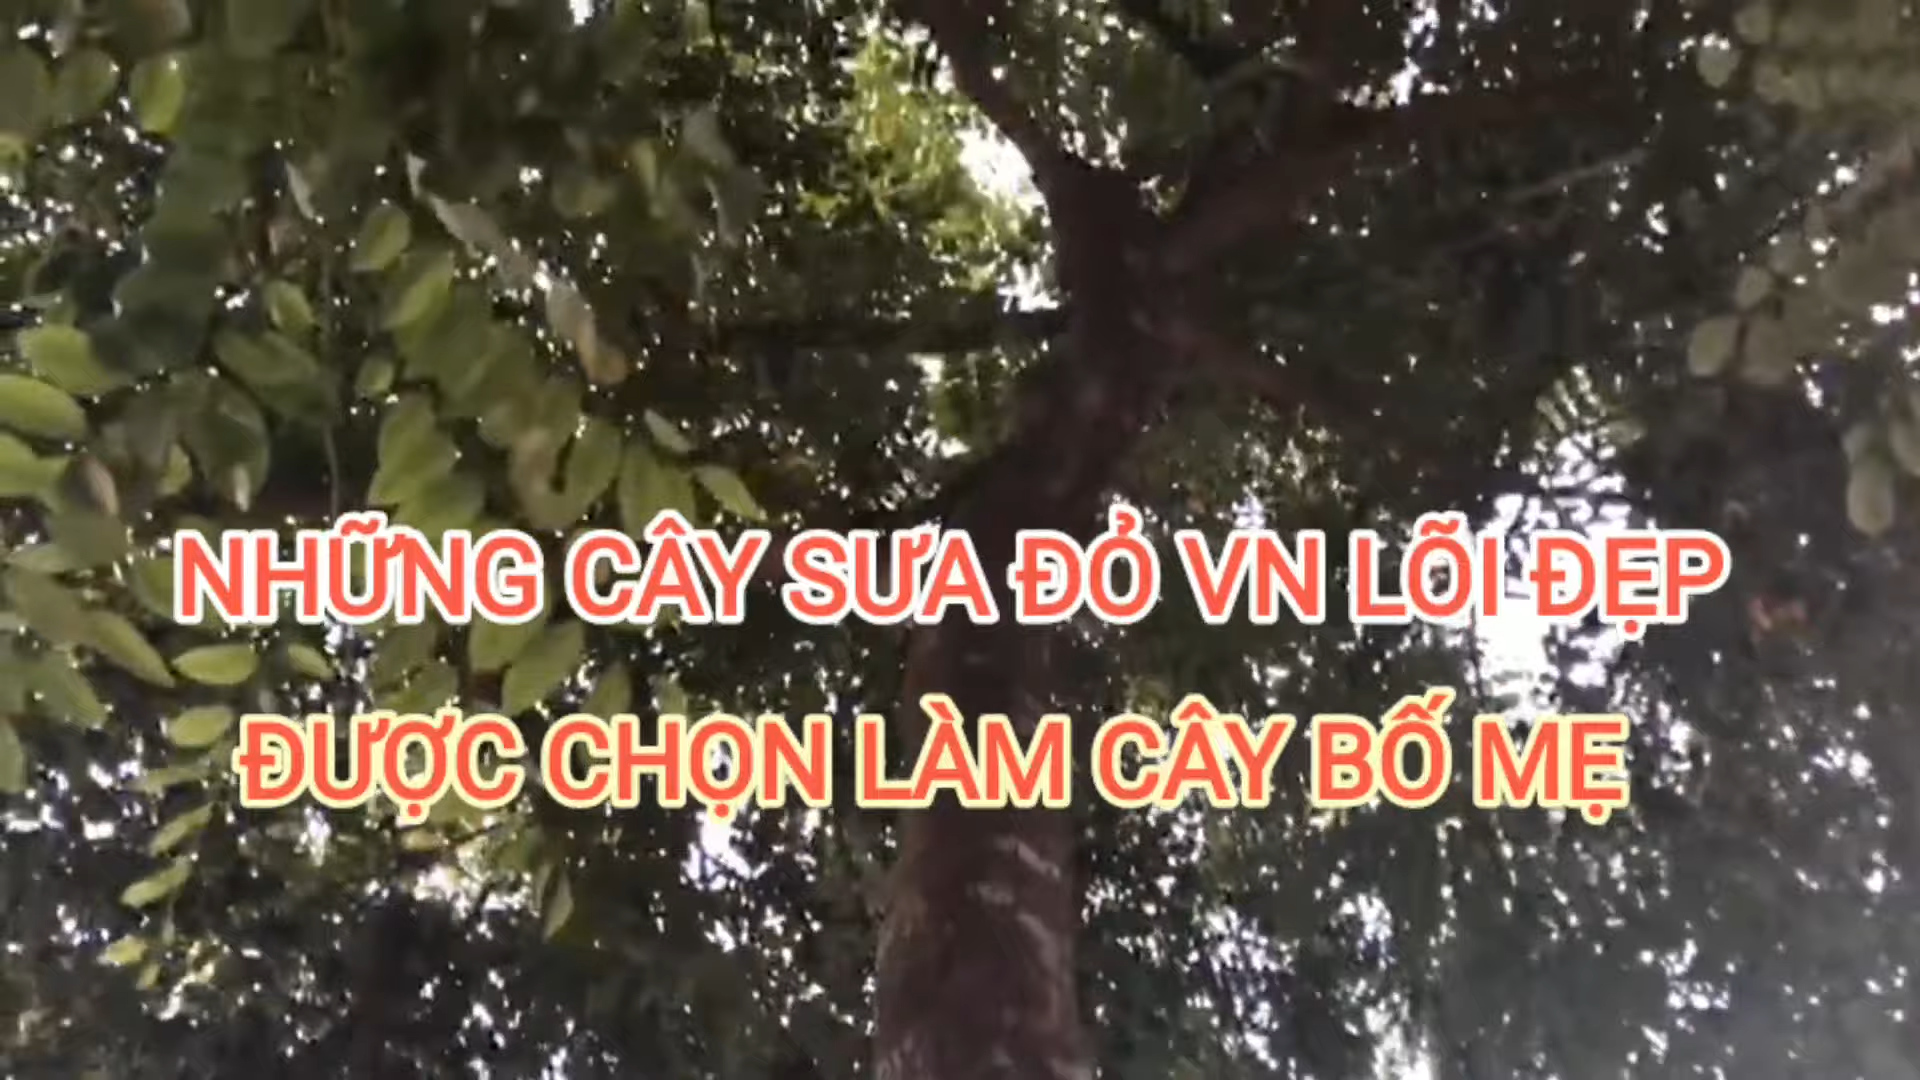 NHỮNG CÂY SƯA ĐỎ VN LÕI ĐẸP
ĐƯỢC CHỌN LÀM CÂY BỐ MẸ